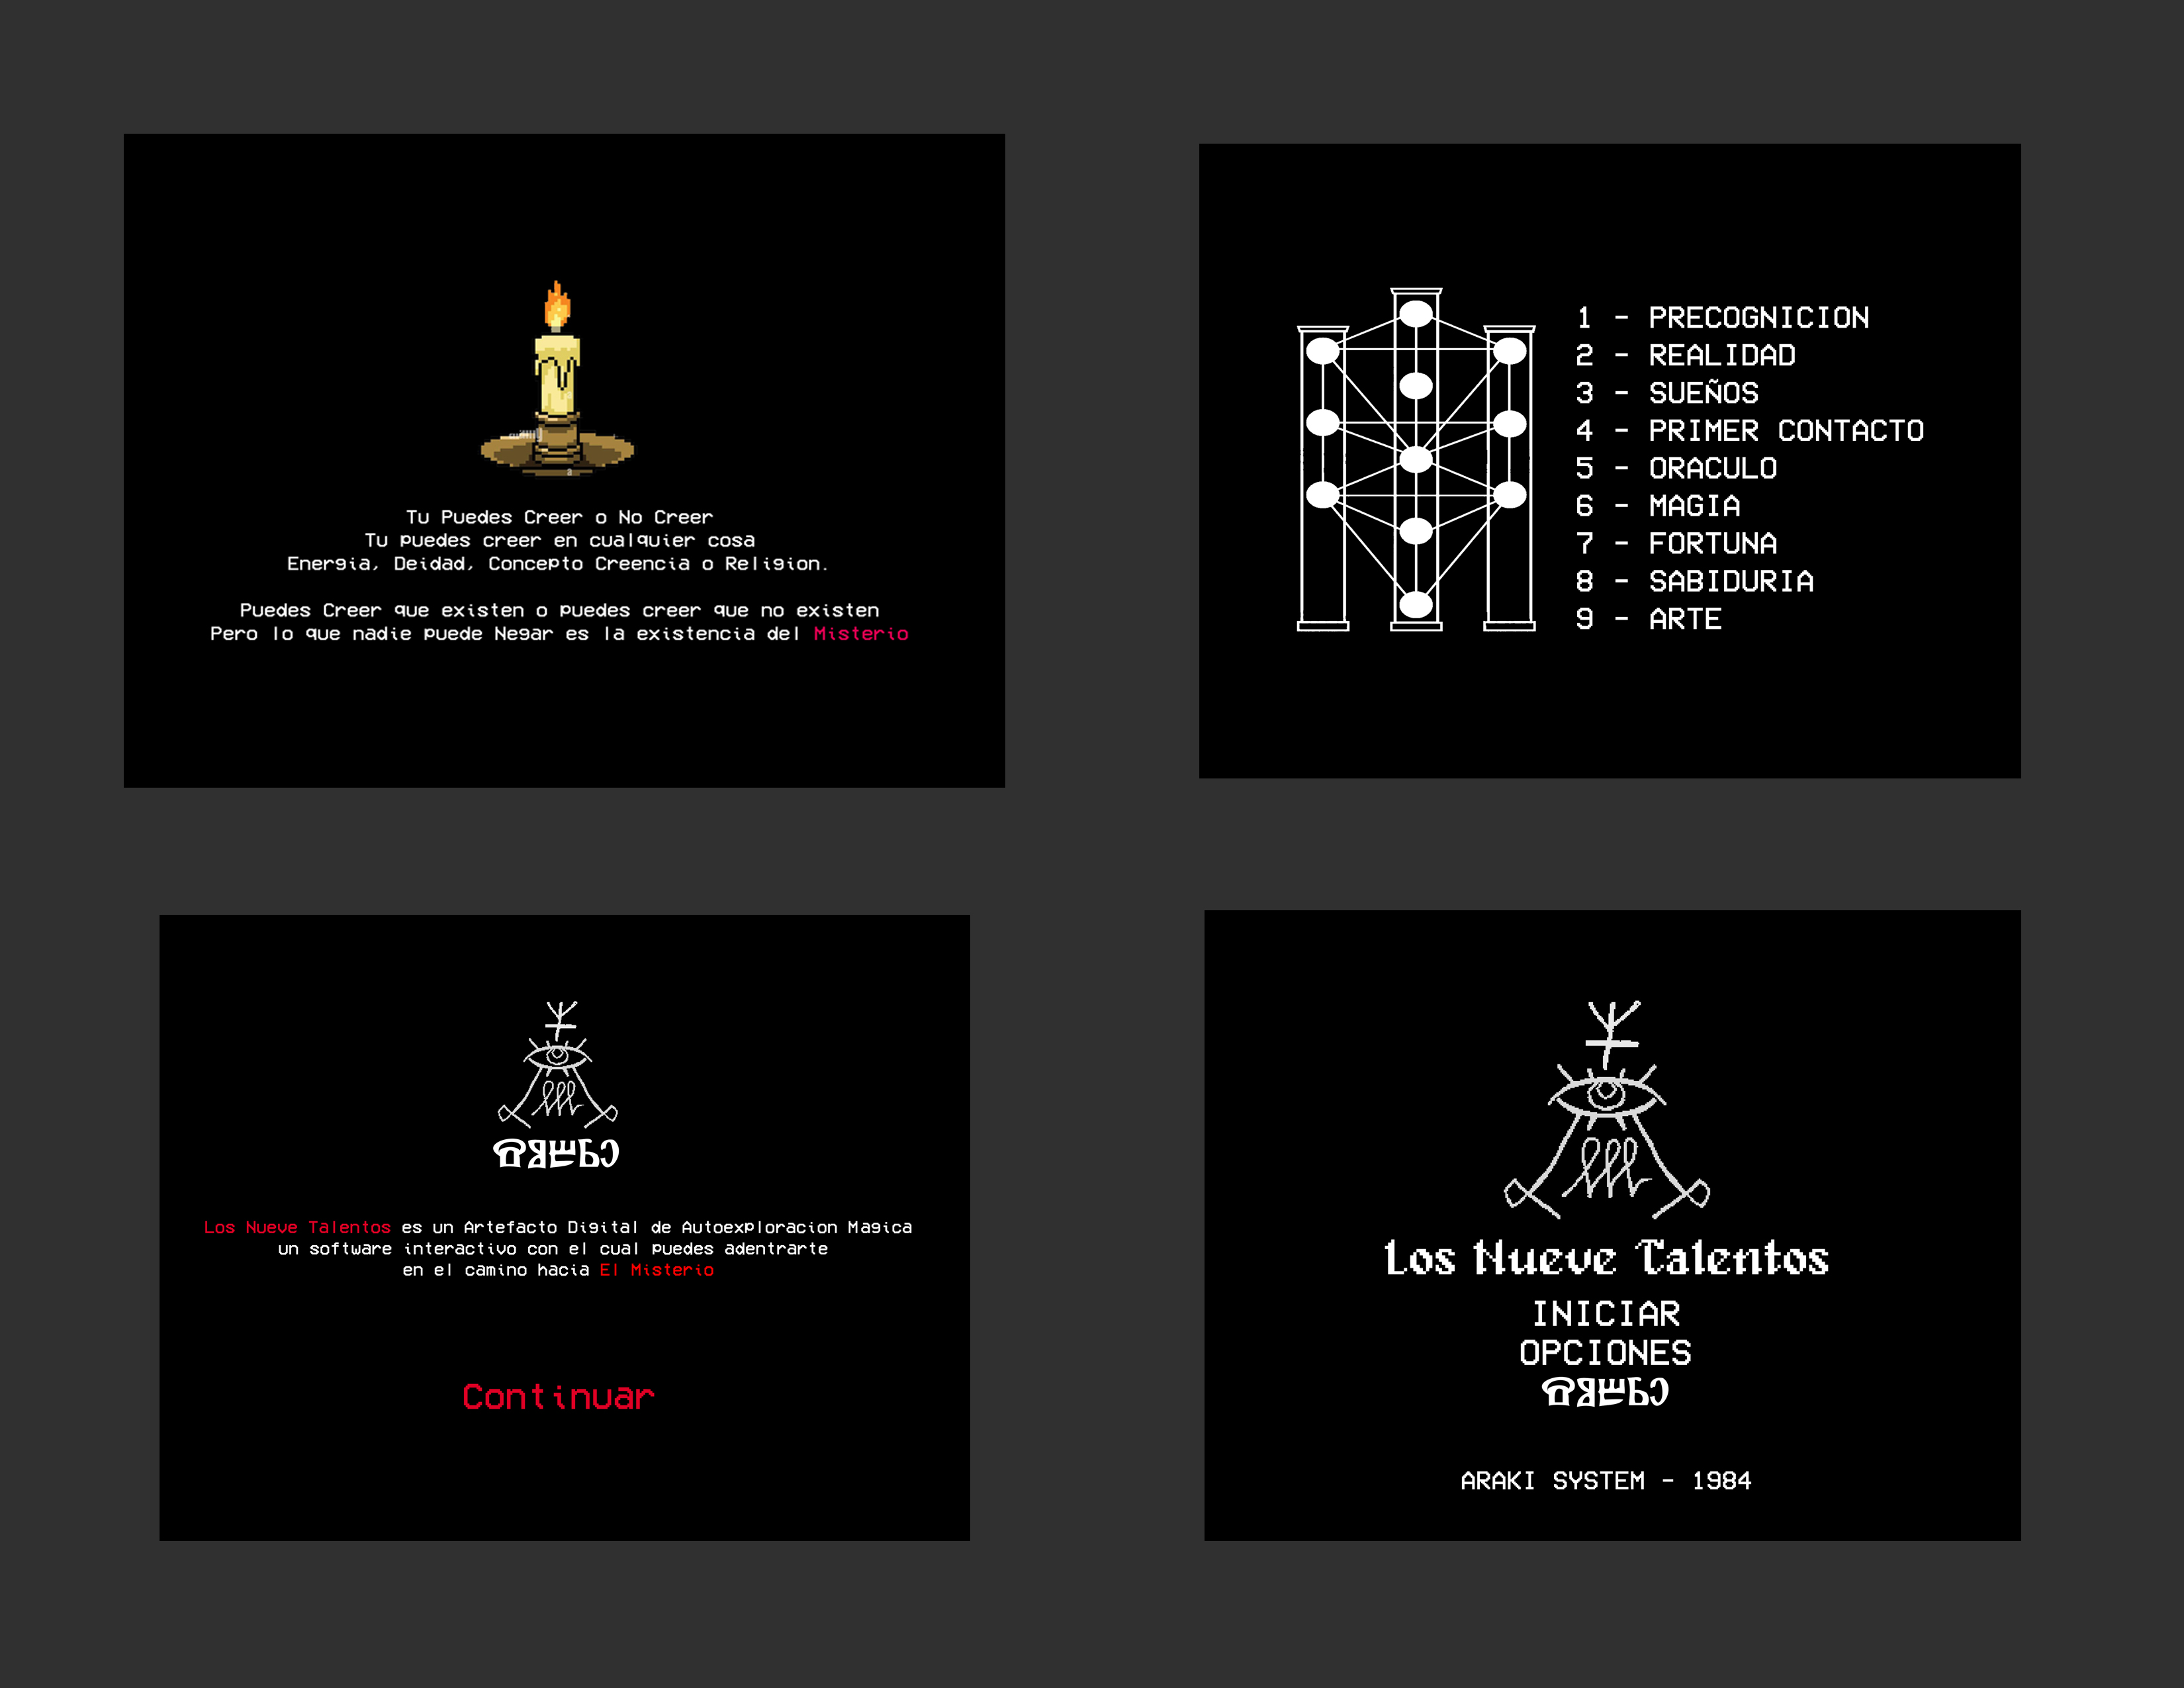 Tu Puedes Creer o No Creer
Tu puedes creer en cualquier cosa
Energia, Deidad, Concepto Creencia o Religion.
Puedes Creer que existen o puedes creer que no existen
Pero lo que nadie puede Negar es la existencia del Misterio
1 - PRECOGNICION
2 - REALIDAD
3 - SUEÑOS
4 - PRIMER CONTACTO
5 - ORACULO
6 - MAGIA
7 - FORTUNA
8 - SABIDURIA
9 - ARTE
Los Nueve Talentos es un Artefacto Digital de Autoexploracion Magica
un software interactivo con el cual puedes adentrarte
en el camino hacia El Misterio
Continuar
Los Nueve Talentos
INICIAR
OPCIONES
ARAKI SYSTEM - 1984